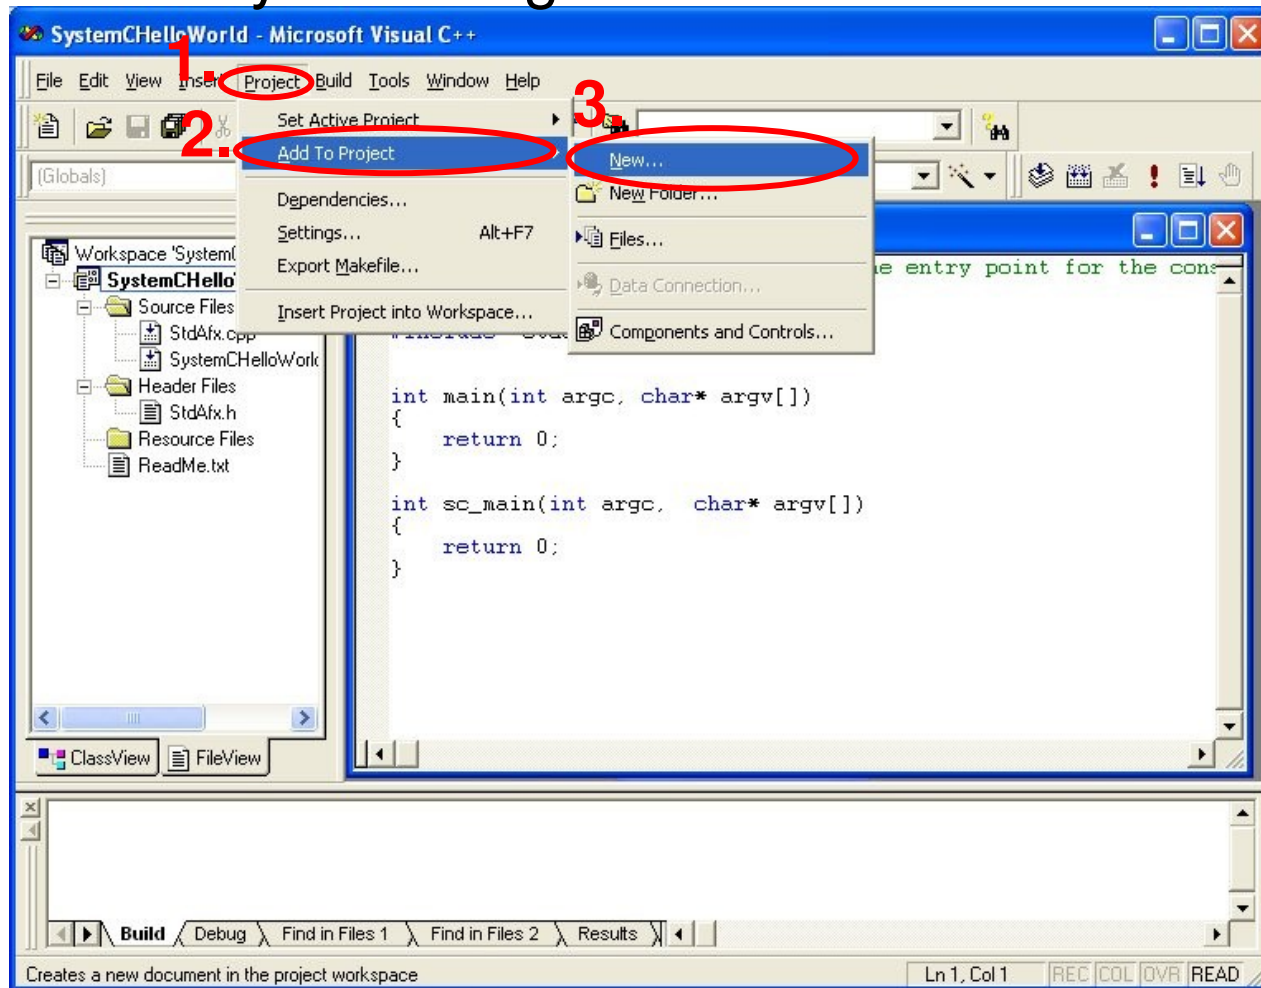 SystemCHelloWorld - Microsoft Visual C++
1.
File Edit View Insert Project Build Tools Window Help
2.
3.
Set Active Project
Add To Project
Dependencies...
Settings... Alt+F7
Export Makefile...
Insert Project into Workspace...
New...
New Folder...
Files...
Data Connection...
Components and Controls...
(Globals)
Workspace 'System
SystemCHello
Source Files
StdAfx.cpp
SystemCHelloWorld
Header Files
StdAfx.h
Resource Files
ReadMe.txt
ClassView FileView
entry point for the cons
#include
int main(int argc, char* argv[])
{
return 0;
}
int sc_main(int argc, char* argv[])
{
return 0;
}
Build Debug Find in Files 1 Find in Files 2 Results
Creates a new document in the project workspace Ln 1, Col 1 REC COL OVR READ